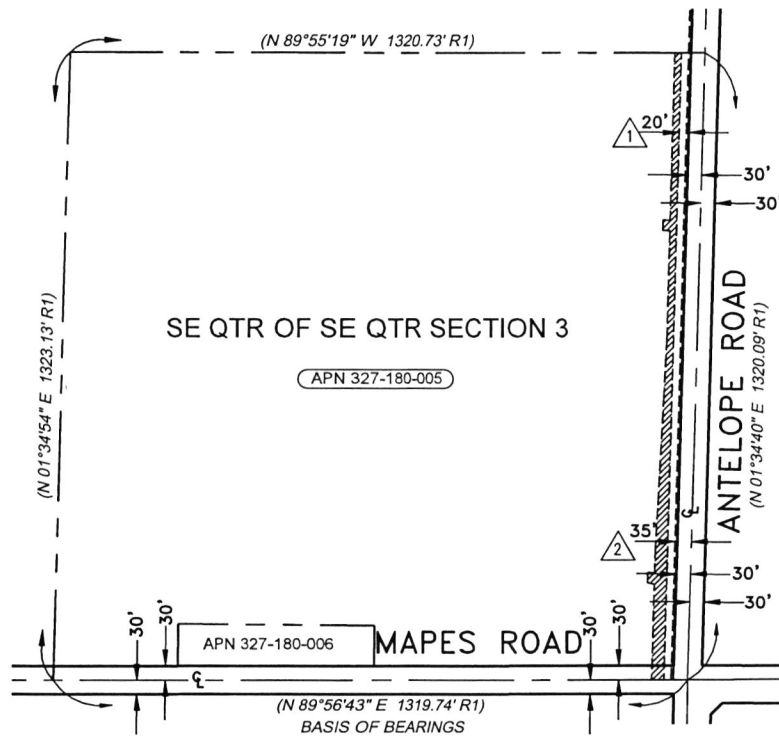 (N 89°55'19" W 1320.73' R1)
1
20'
30'
30'
(N 01°34'54" E 1323.13' R1)
SE QTR OF SE QTR SECTION 3
APN 327-180-005
ANTELOPE ROAD
(N 01°34'40" E 1320.09' R1)
CL
2
35'
30'
30'
30'
30'
APN 327-180-006
MAPES ROAD
30'
30'
CL
(N 89°56'43" E 1319.74' R1)
BASIS OF BEARINGS